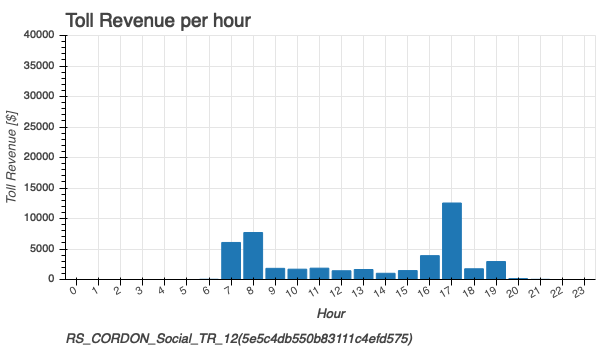 Toll Revenue per hour
40000
35000
30000
25000
20000
15000
10000
5000
0
Toll Revenue [$]
0 1 2 3 4 5 6 7 8 9 10 11 12 13 14 15 16 17 18 19 20 21 22 23
Hour
RS_CORDON_Social_TR_12(5e5c4db550b83111c4efd575)